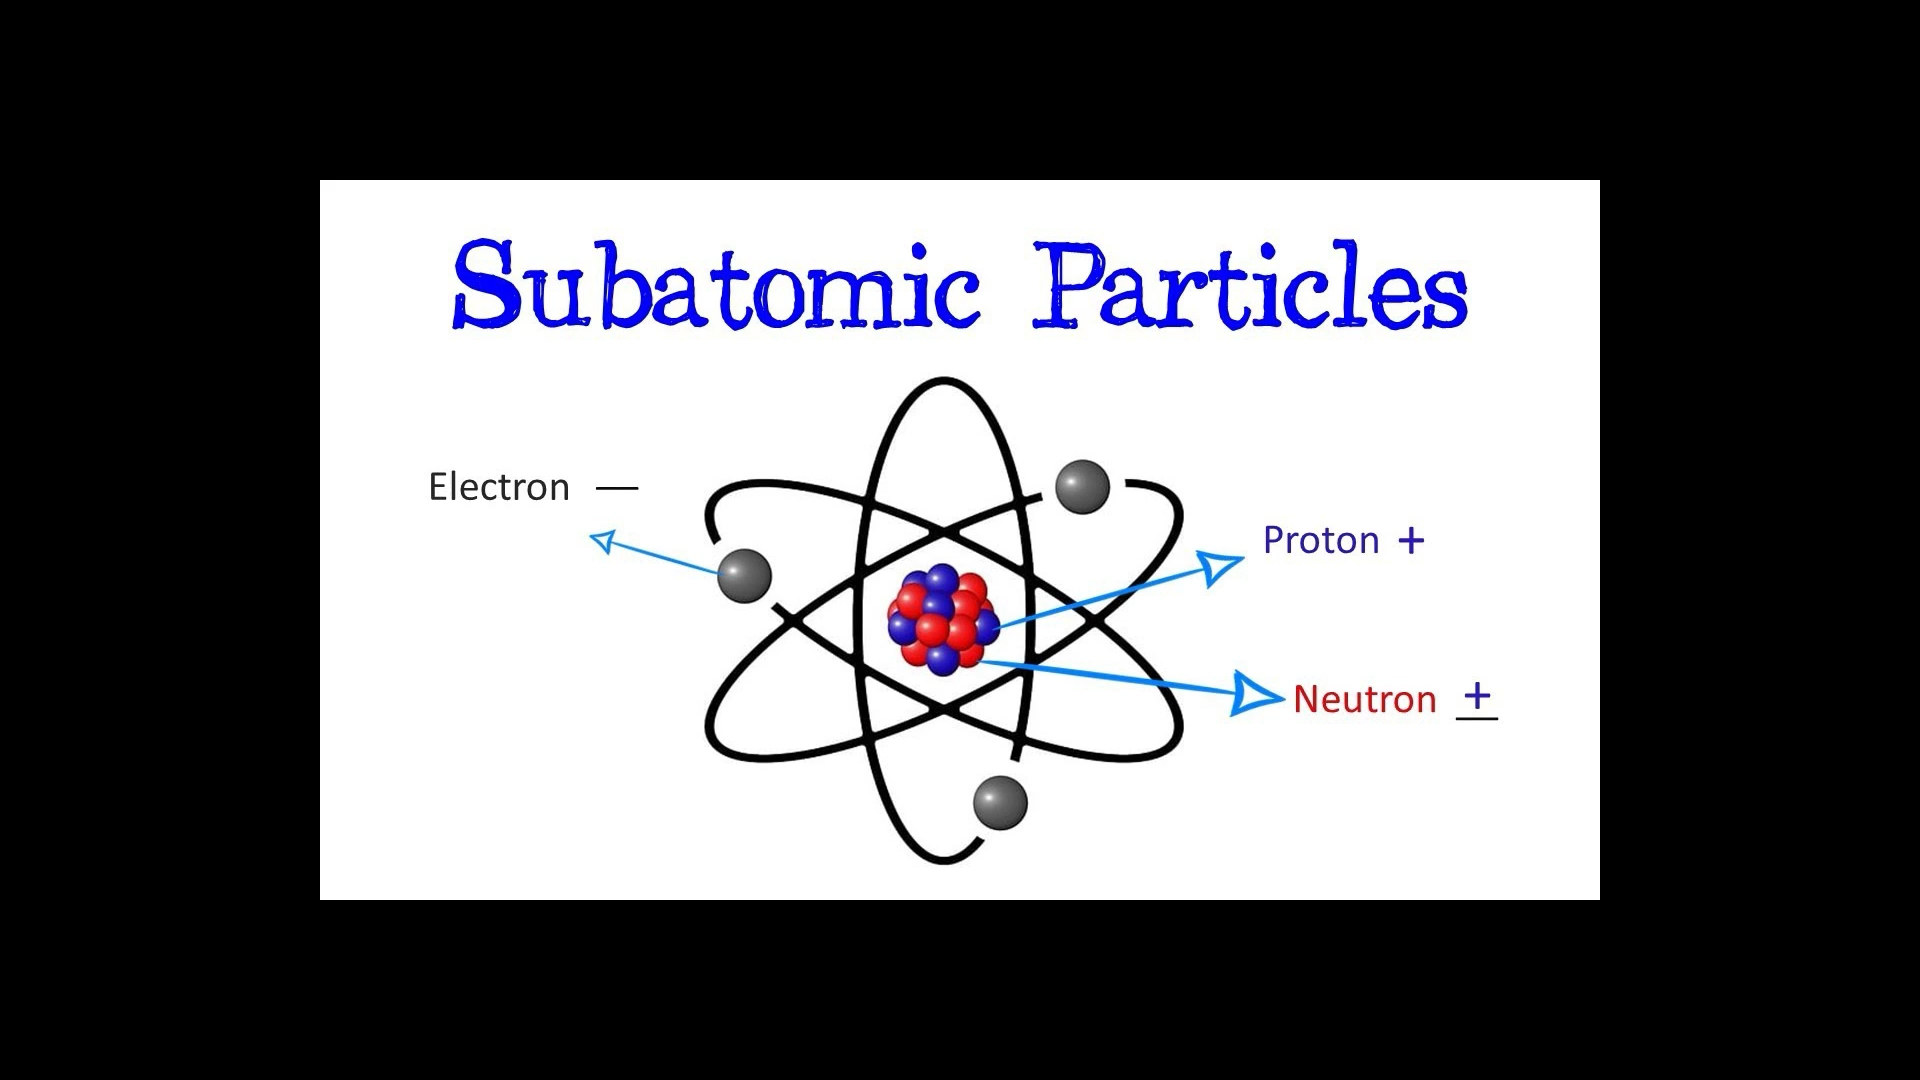 Subatomic Particles
Electron —
Proton +
Neutron ±